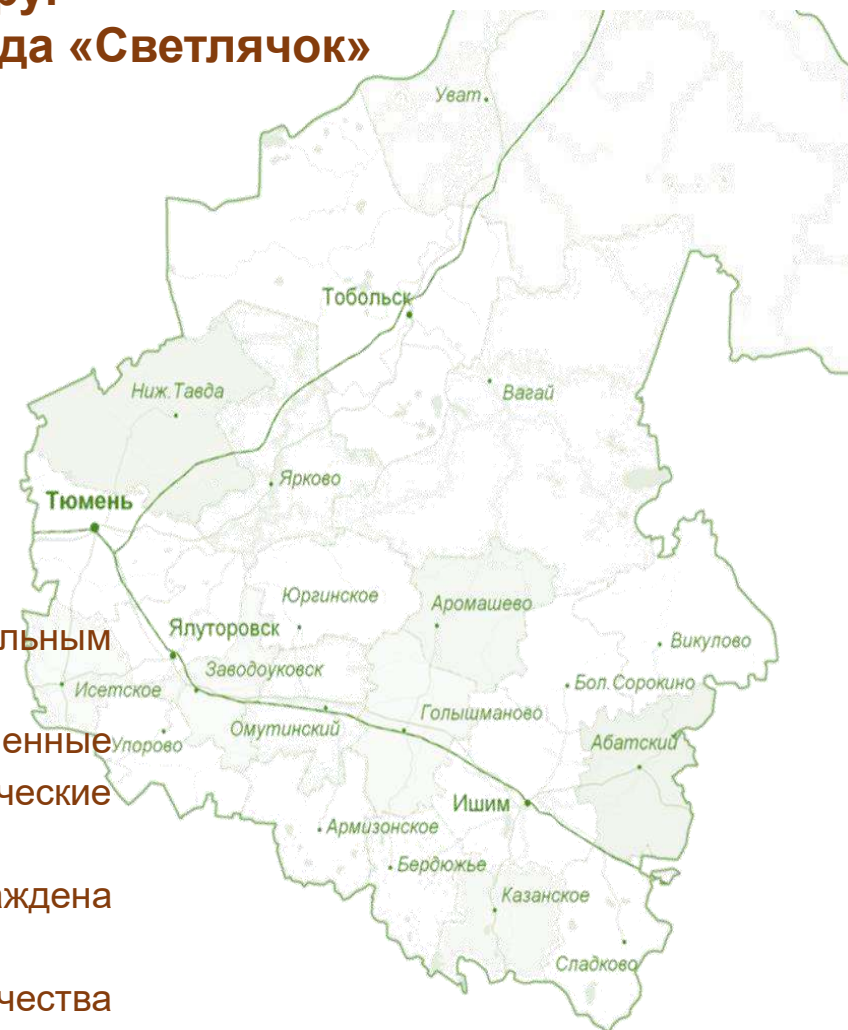 да «Светлячок»
Уват
Тобольск
Ниж.Тавда
Вагай
Ярково
Тюмень
Юргинское
Аромашево
Ялуторовск
Викулово
льным
Заводоуковск
Исетское
Бол.Сорокино
Голышманово
Омутинский
Абатский
енные
Упорово
ческие
Ишим
Армизонское
Бердюжье
аждена
Казанское
Сладково
чества